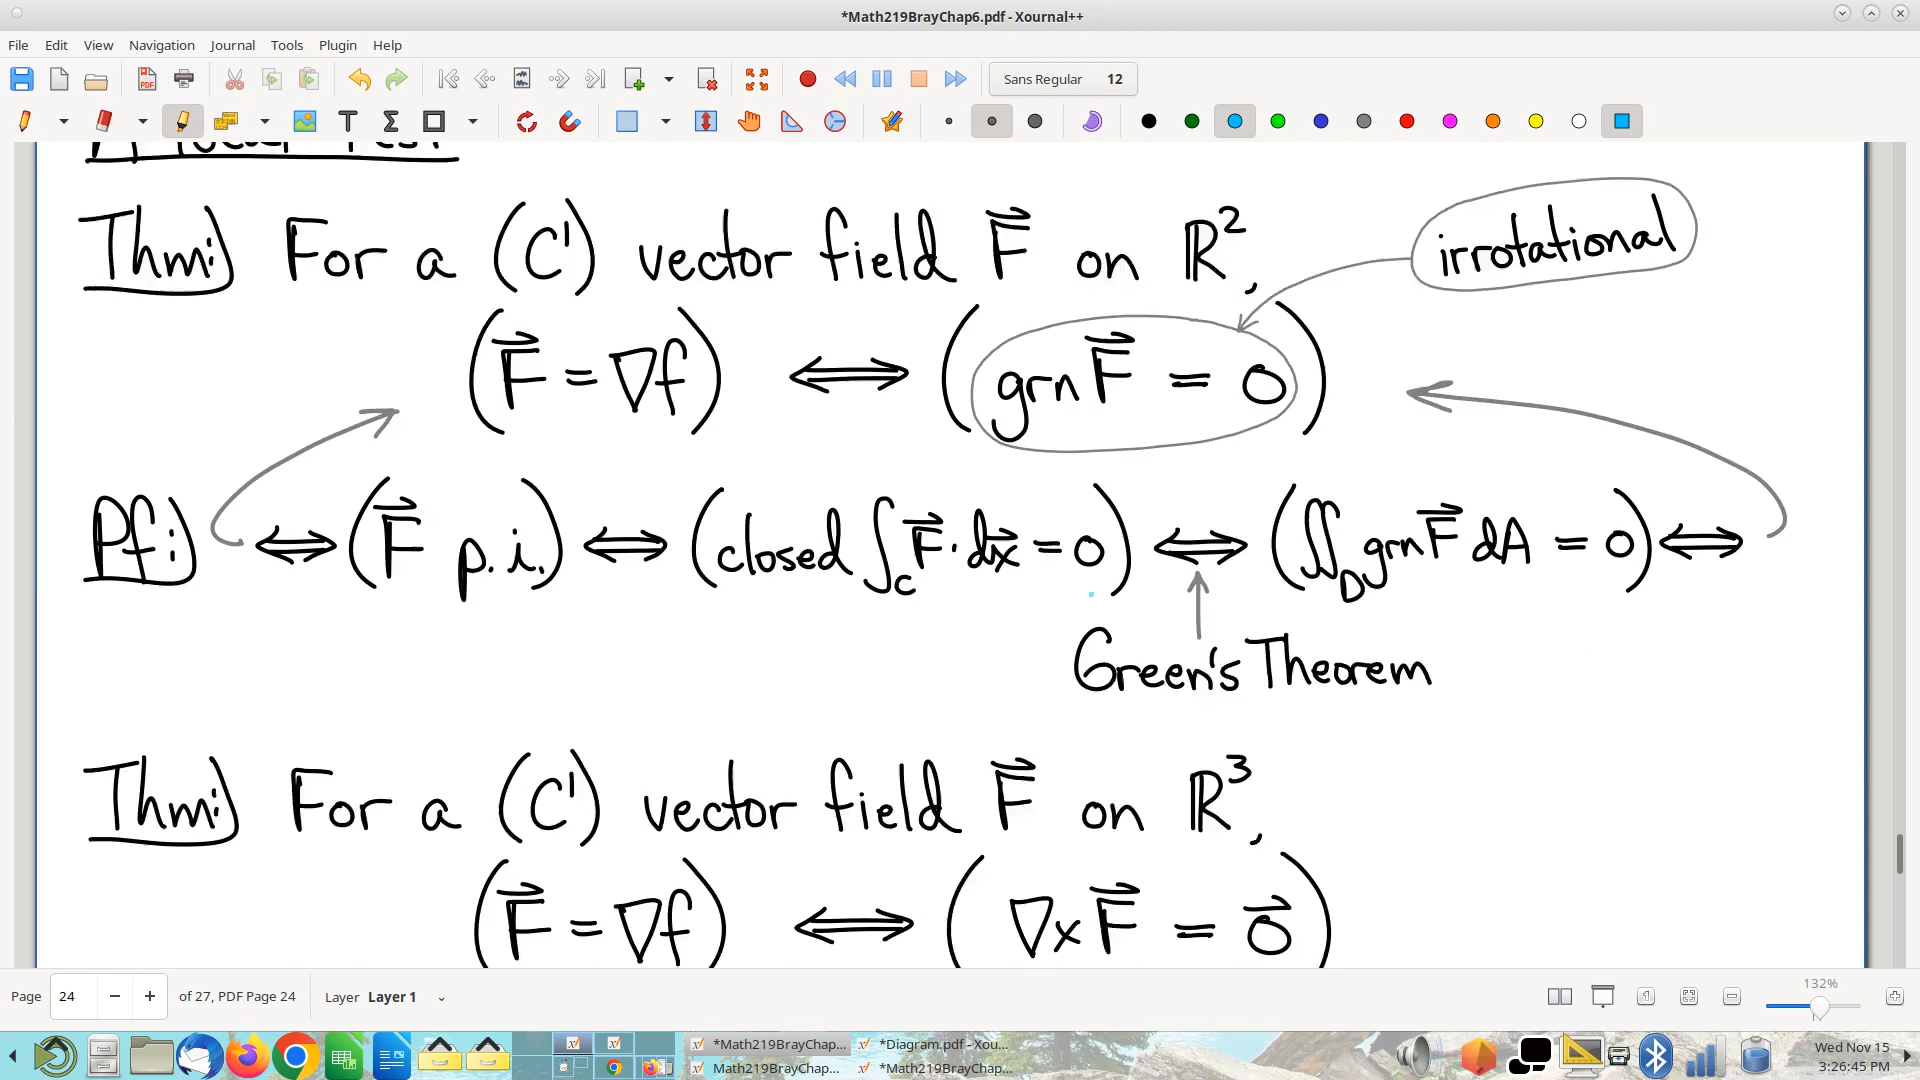 *Math219BrayChap6.pdf - Xournal++
File Edit View Navigation Journal Tools Plugin Help
Sans Regular 12
Thm: For a (C¹) vector field F⃗ on ℝ²,
irrotational
(F⃗ = ∇f) ⟺ (grn F⃗ = 0)
Pf: ⟺ (F⃗ p.i.) ⟺ (closed ∫_C F⃗ · dx⃗ = 0) ⟺ (∬_D grn F⃗ dA = 0) ⟺
Green's Theorem
Thm: For a (C¹) vector field F⃗ on ℝ³,
(F⃗ = ∇f) ⟺ (∇x F⃗ = 0⃗)
Page 24 of 27, PDF Page 24 Layer Layer 1
132%
*Math219BrayChap... *Diagram.pdf - Xou...
Math219BrayChap... *Math219BrayChap...
Wed Nov 15
3:26:45 PM